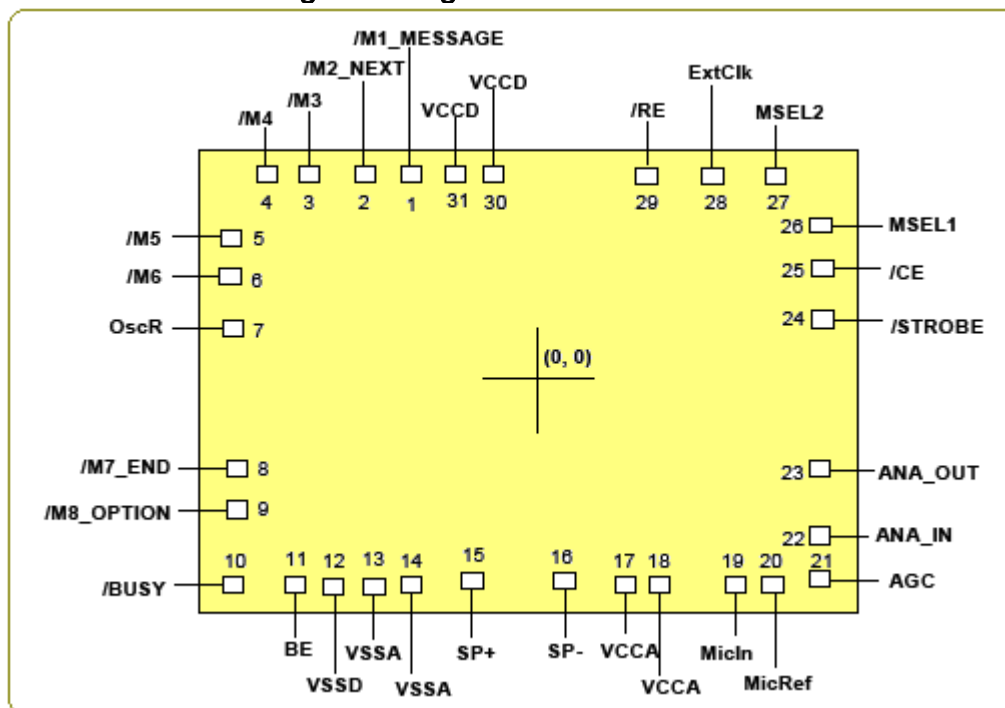 /M1_MESSAGE
/M2_NEXT
VCCD
ExtClk
/M3
VCCD
/RE
MSEL2
/M4
4 3 2 1 31 30 29 28 27
26 MSEL1
/M5 5
25 /CE
/M6 6
OscR 7
24 /STROBE
(0, 0)
/M7_END 8
23 ANA_OUT
/M8_OPTION 9
22 ANA_IN
10 11 12 13 14 15 16 17 18 19 20 21
/BUSY
AGC
BE VSSA SP+ SP- VCCA MicIn
VSSD VSSA VCCA MicRef